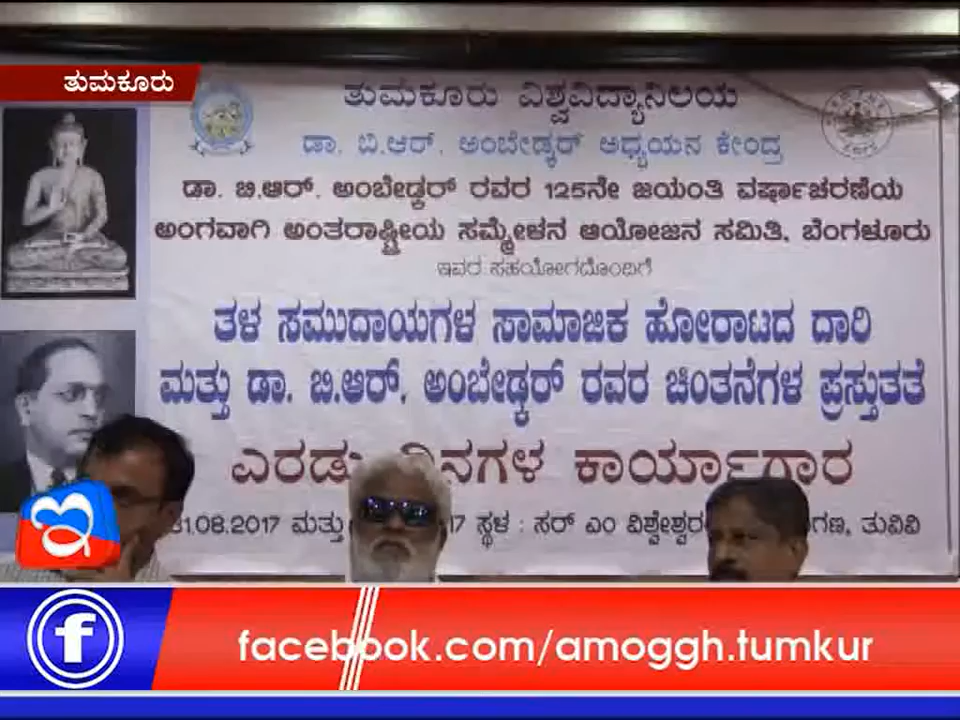 ತುಮಕೂರು
ತುಮಕೂರು ವಿಶ್ವವಿದ್ಯಾನಿಲಯ
ಡಾ. ಬಿ.ಆರ್. ಅಂಬೇಡ್ಕರ್ ಅಧ್ಯಯನ ಕೇಂದ್ರ
ಡಾ. ಬಿ.ಆರ್. ಅಂಬೇಡ್ಕರ್ ರವರ 125ನೇ ಜಯಂತಿ ವರ್ಷಾಚರಣೆಯ
ಅಂಗವಾಗಿ ಅಂತರಾಷ್ಟ್ರೀಯ ಸಮ್ಮೇಳನ ಆಯೋಜನ ಸಮಿತಿ, ಬೆಂಗಳೂರು
ಇವರ ಸಹಯೋಗದೊಂದಿಗೆ
ತಳ ಸಮುದಾಯಗಳ ಸಾಮಾಜಿಕ ಹೋರಾಟದ ದಾರಿ
ಮತ್ತು ಡಾ. ಬಿ.ಆರ್. ಅಂಬೇಡ್ಕರ್ ರವರ ಚಿಂತನೆಗಳ ಪ್ರಸ್ತುತತೆ
ಎರಡು ದಿನಗಳ ಕಾರ್ಯಾಗಾರ
31.08.2017 ಮತ್ತು 17 ಸ್ಥಳ : ಸರ್ ಎಂ ವಿಶ್ವೇಶ್ವರ ತುವಿವಿ
ಇ
facebook.com/amoggh.tumkur